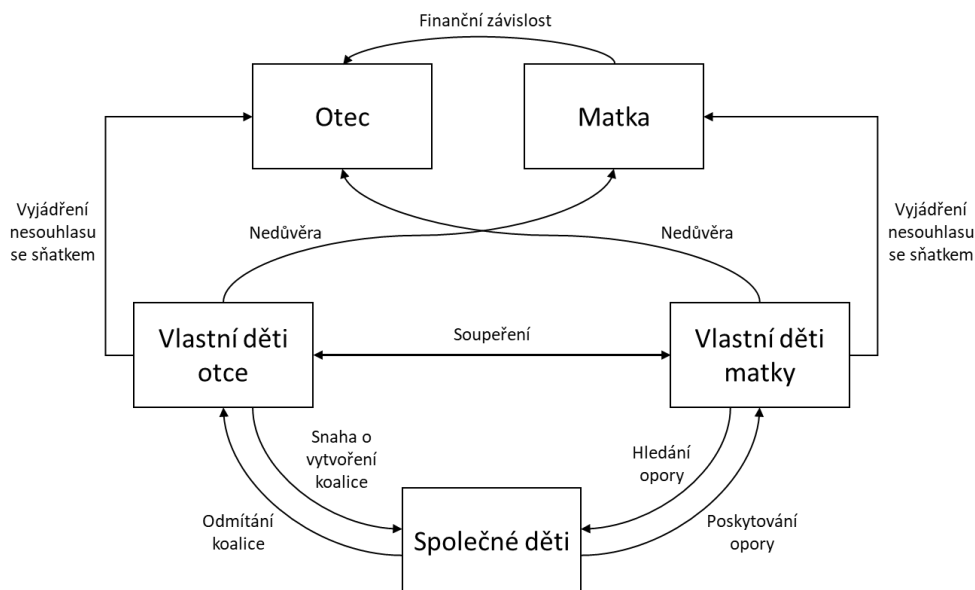 Finanční závislost
Otec
Matka
Vyjádření
nesouhlasu
se sňatkem
Nedůvěra
Nedůvěra
Vyjádření
nesouhlasu
se sňatkem
Vlastní děti
otce
Soupeření
Vlastní děti
matky
Snaha o
vytvoření
koalice
Hledání
opory
Odmítání
koalice
Společné děti
Poskytování
opory